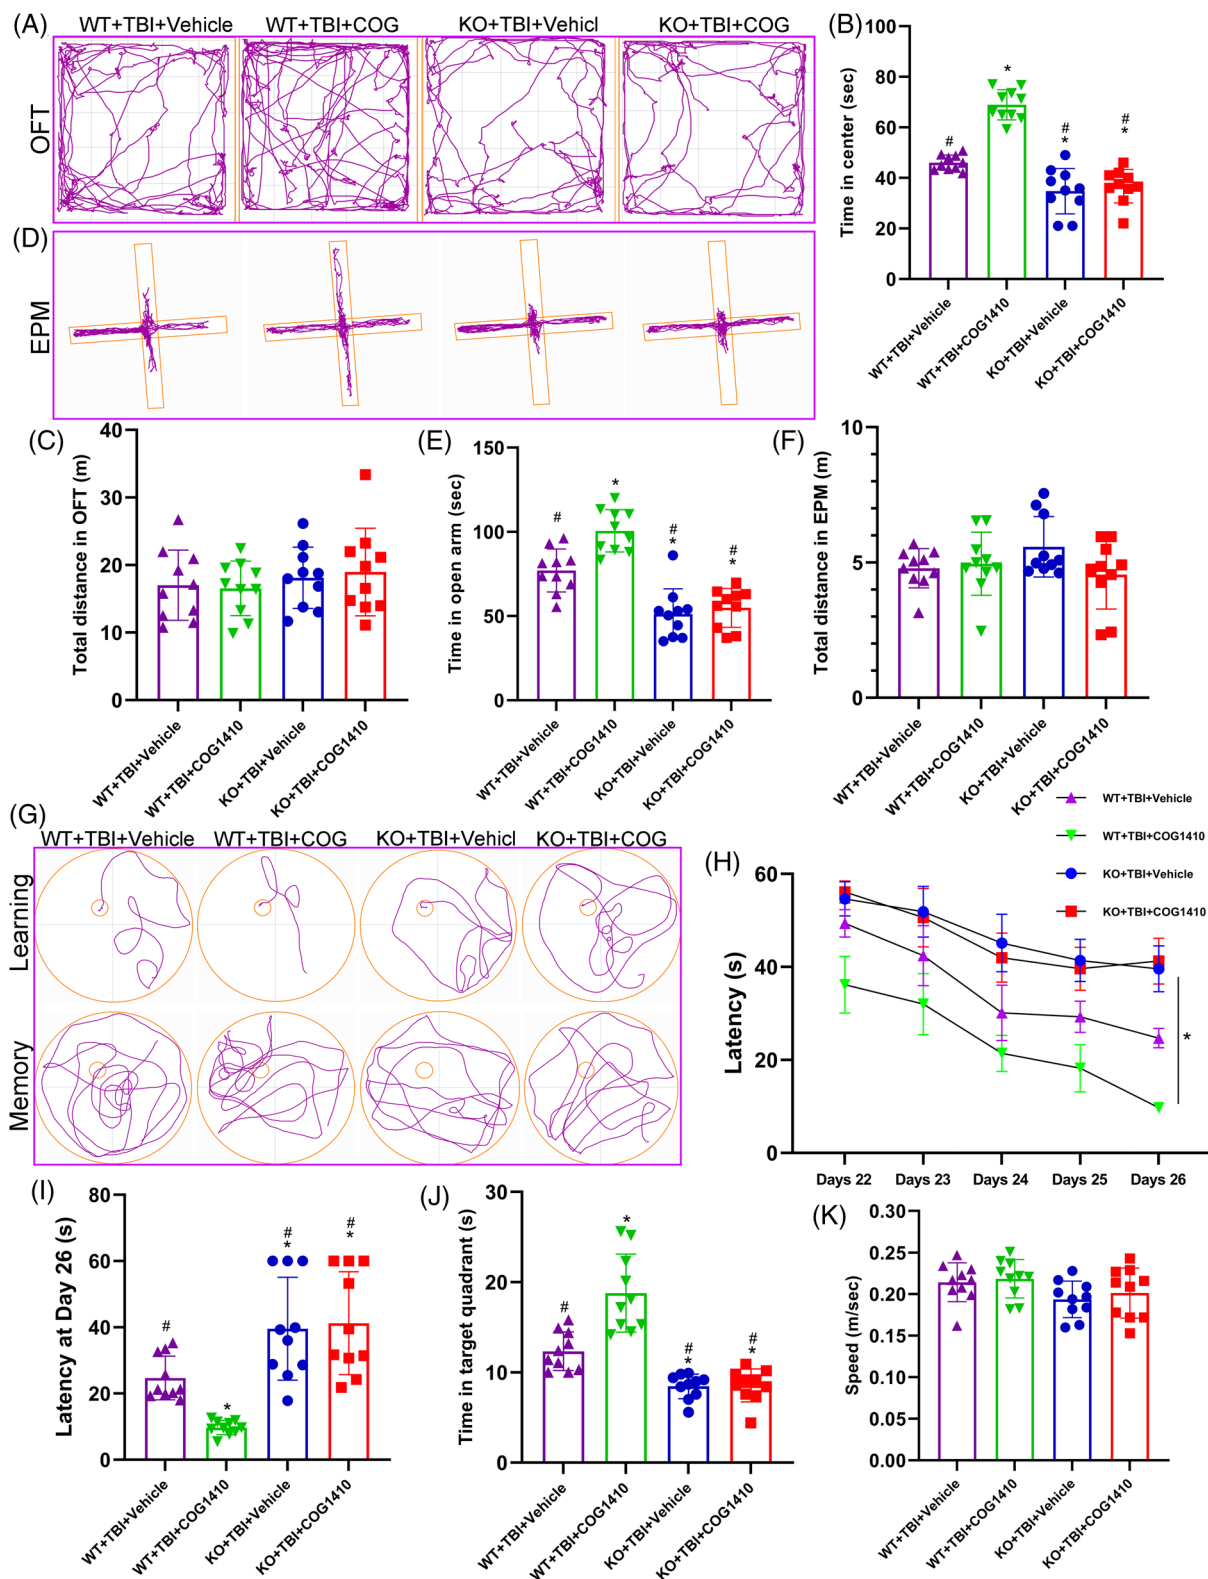 (A) WT+TBI+Vehicle WT+TBI+COG KO+TBI+Vehicl KO+TBI+COG
OFT
(D)
EPM
(B)
Time in center (sec)
100
80
60
40
20
0
# * # * # *
WT+TBI+Vehicle
WT+TBI+COG1410
KO+TBI+Vehicle
KO+TBI+COG1410
(C)
Total distance in OFT (m)
40
30
20
10
0
WT+TBI+Vehicle
WT+TBI+COG1410
KO+TBI+Vehicle
KO+TBI+COG1410
(E)
Time in open arm (sec)
150
100
50
0
# * # * # *
WT+TBI+Vehicle
WT+TBI+COG1410
KO+TBI+Vehicle
KO+TBI+COG1410
(F)
Total distance in EPM (m)
10
5
0
WT+TBI+Vehicle
WT+TBI+COG1410
KO+TBI+Vehicle
KO+TBI+COG1410
(G)
WT+TBI+Vehicle WT+TBI+COG KO+TBI+Vehicl KO+TBI+COG
Learning
Memory
WT+TBI+Vehicle
WT+TBI+COG1410
KO+TBI+Vehicle
KO+TBI+COG1410
(H)
Latency (s)
60
40
20
0
*
Days 22 Days 23 Days 24 Days 25 Days 26
(I)
Latency at Day 26 (s)
80
60
40
20
0
# * # * # *
WT+TBI+Vehicle
WT+TBI+COG1410
KO+TBI+Vehicle
KO+TBI+COG1410
(J)
Time in target quadrant (s)
30
20
10
0
# * # * # *
WT+TBI+Vehicle
WT+TBI+COG1410
KO+TBI+Vehicle
KO+TBI+COG1410
(K)
Speed (m/sec)
0.30
0.25
0.20
0.15
0.10
0.05
0.00
WT+TBI+Vehicle
WT+TBI+COG1410
KO+TBI+Vehicle
KO+TBI+COG1410